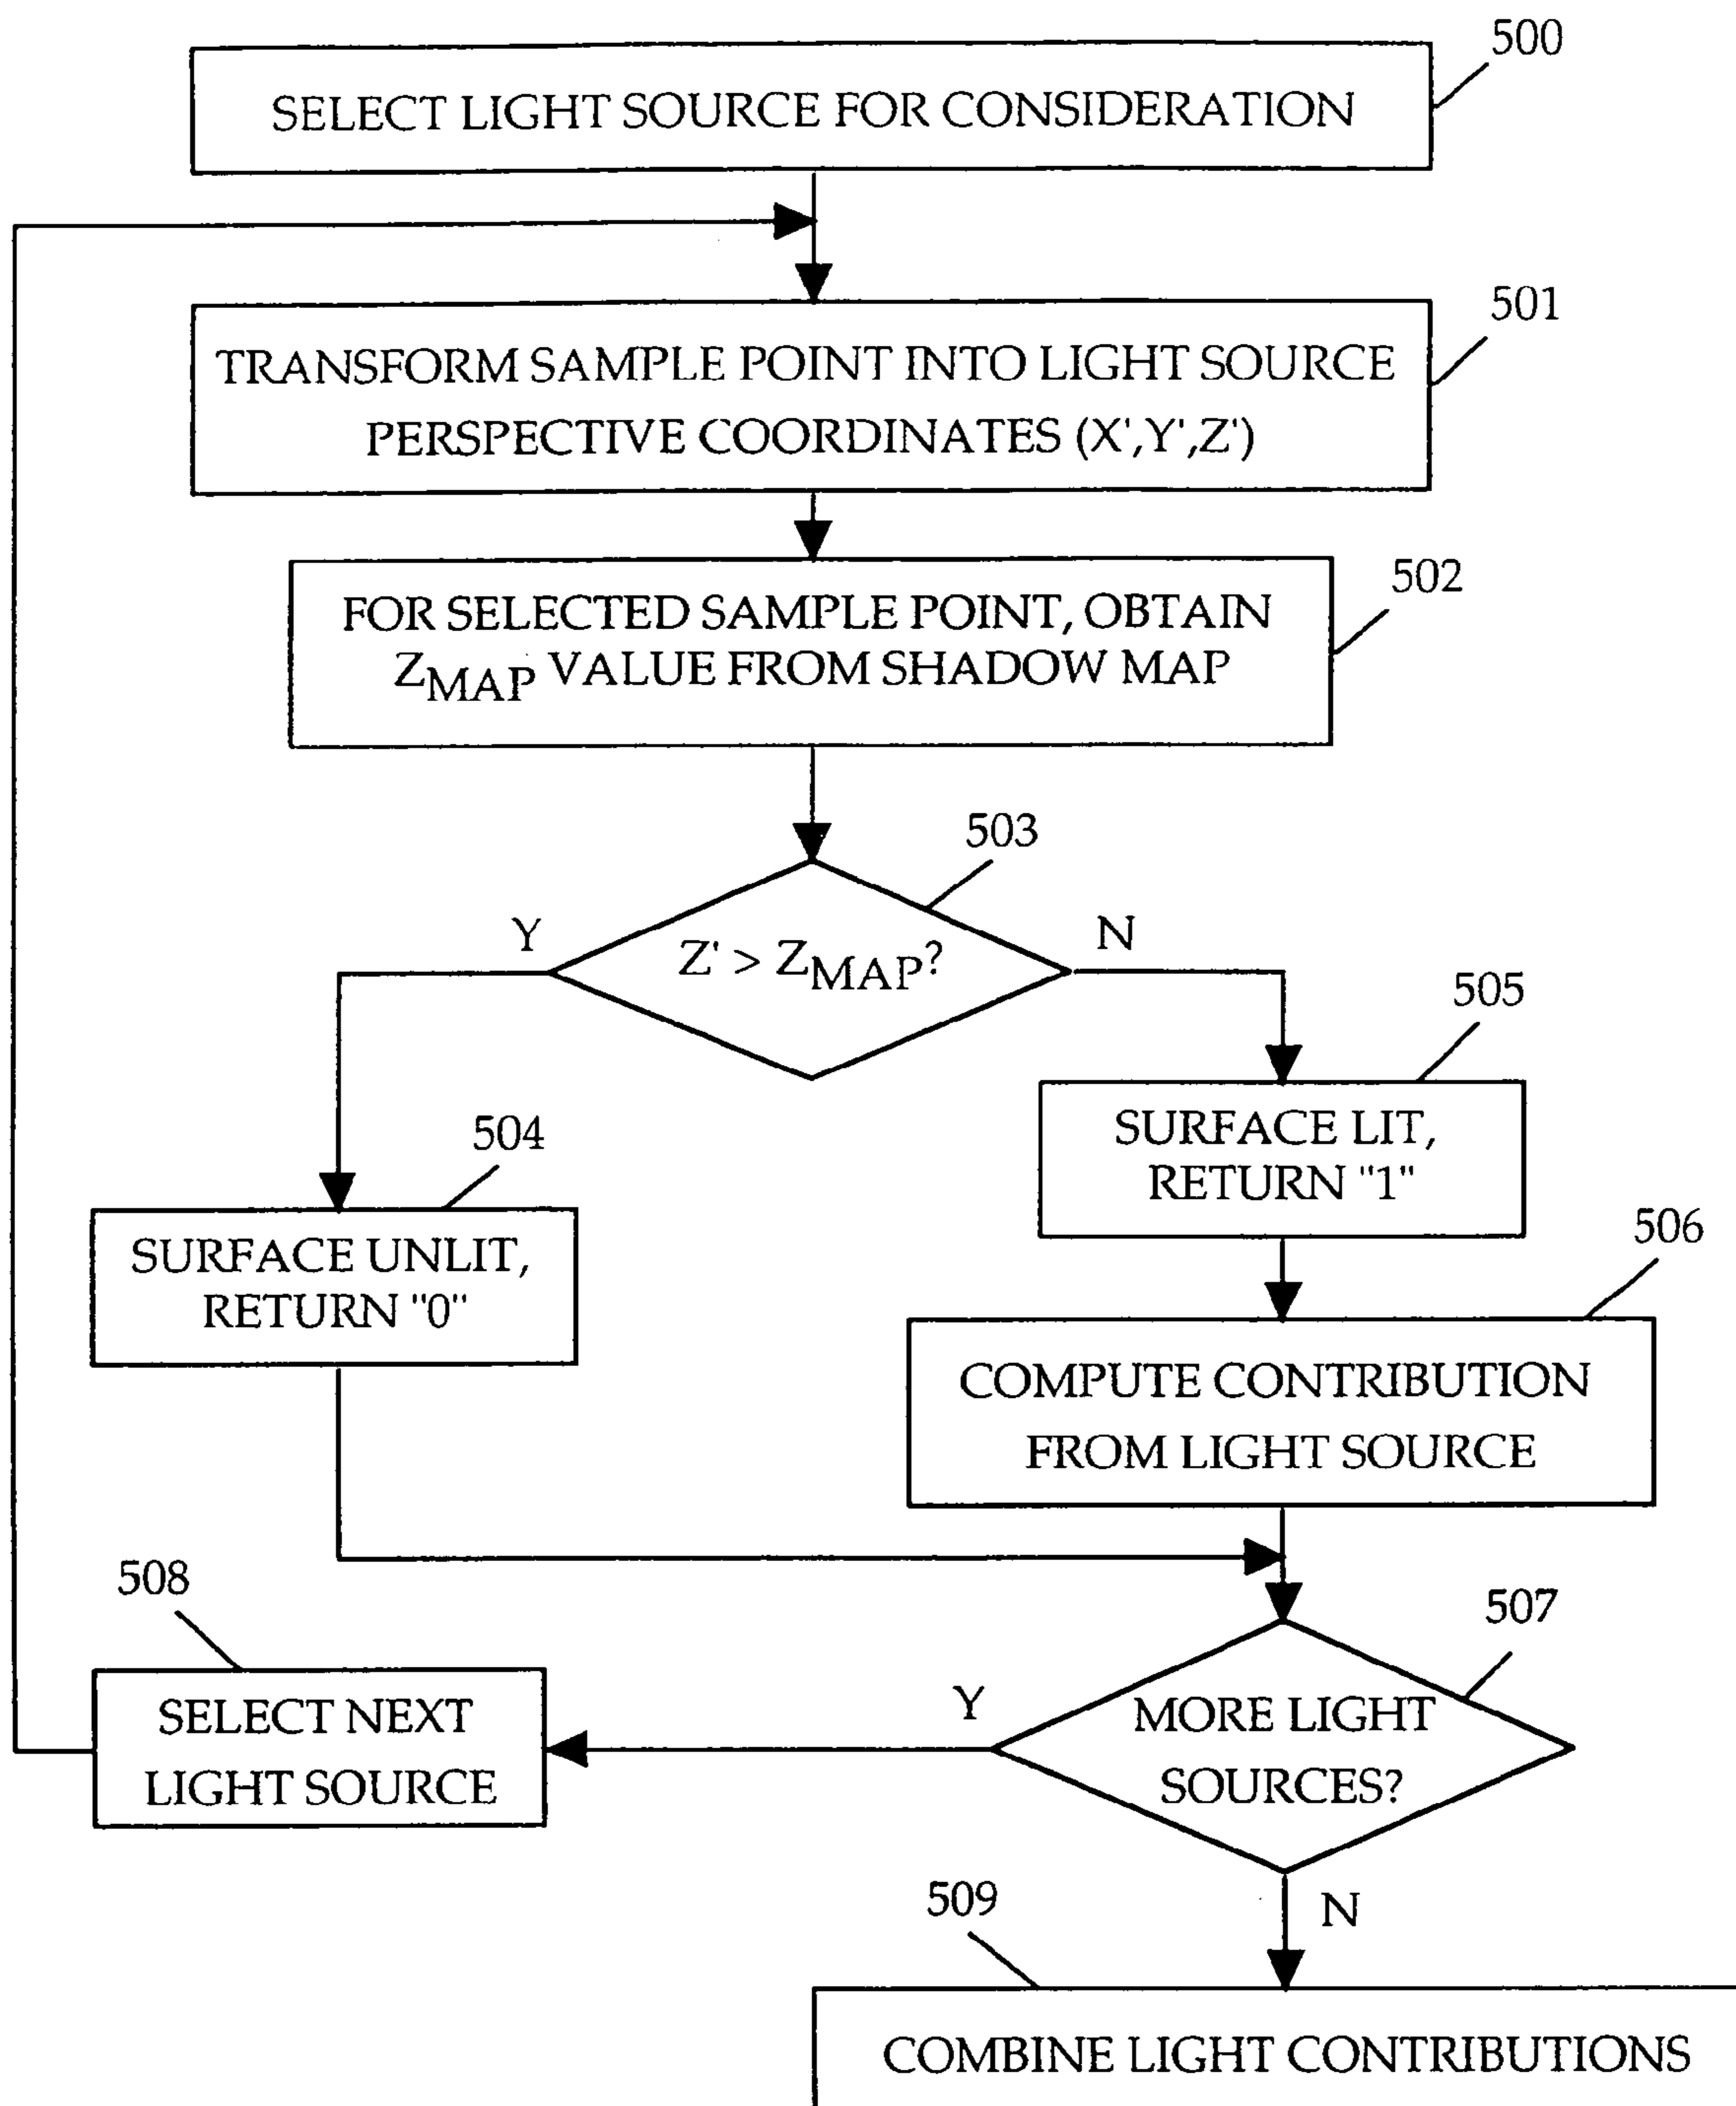 500
SELECT LIGHT SOURCE FOR CONSIDERATION
501
TRANSFORM SAMPLE POINT INTO LIGHT SOURCE
PERSPECTIVE COORDINATES (X',Y',Z')
502
FOR SELECTED SAMPLE POINT, OBTAIN
ZMAP VALUE FROM SHADOW MAP
503
Y
Z' > ZMAP?
N
505
SURFACE LIT,
RETURN "1"
504
SURFACE UNLIT,
RETURN "0"
506
COMPUTE CONTRIBUTION
FROM LIGHT SOURCE
508
SELECT NEXT
LIGHT SOURCE
507
Y
MORE LIGHT
SOURCES?
N
509
COMBINE LIGHT CONTRIBUTIONS